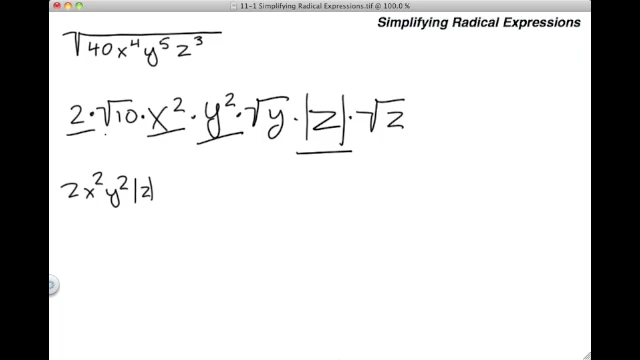 11-1 Simplifying Radical Expressions.tif @ 100.0 %
Simplifying Radical Expressions
√40x⁴y⁵z³
2·√10·x²·y²·√y·|z|·√z
2x²y²|z|